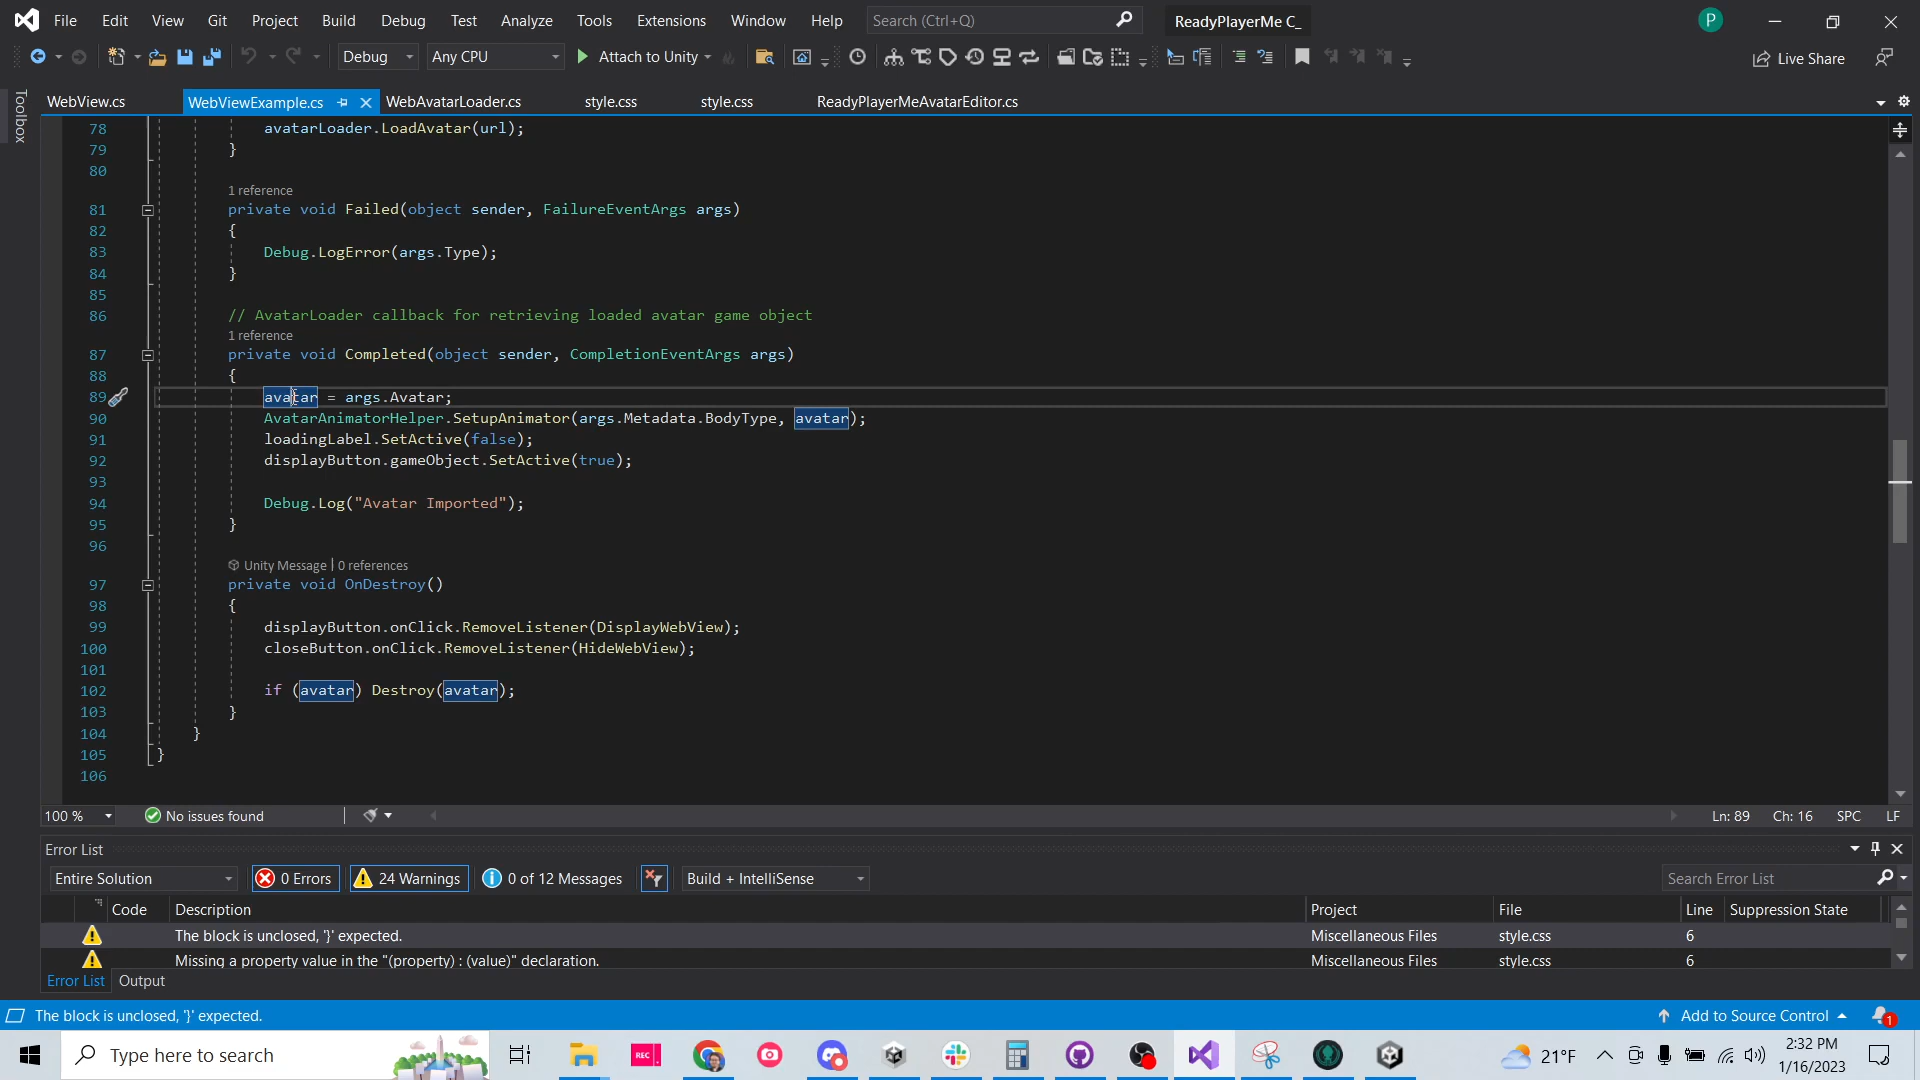 File Edit View Git Project Build Debug Test Analyze Tools Extensions Window Help Search (Ctrl+Q) ReadyPlayerMe C_ P
Debug Any CPU Attach to Unity Live Share
Toolbox
WebView.cs WebViewExample.cs WebAvatarLoader.cs style.css style.css ReadyPlayerMeAvatarEditor.cs
78 avatarLoader.LoadAvatar(url);
79 }
80
1 reference
81 private void Failed(object sender, FailureEventArgs args)
82 {
83 Debug.LogError(args.Type);
84 }
85
86 // AvatarLoader callback for retrieving loaded avatar game object
1 reference
87 private void Completed(object sender, CompletionEventArgs args)
88 {
89 avatar = args.Avatar;
90 AvatarAnimatorHelper.SetupAnimator(args.Metadata.BodyType, avatar);
91 loadingLabel.SetActive(false);
92 displayButton.gameObject.SetActive(true);
93
94 Debug.Log("Avatar Imported");
95 }
96
Unity Message | 0 references
97 private void OnDestroy()
98 {
99 displayButton.onClick.RemoveListener(DisplayWebView);
100 closeButton.onClick.RemoveListener(HideWebView);
101
102 if (avatar) Destroy(avatar);
103 }
104 }
105 }
106
100 % No issues found Ln: 89 Ch: 16 SPC LF
Error List
Entire Solution 0 Errors 24 Warnings 0 of 12 Messages Build + IntelliSense Search Error List
Code Description Project File Line Suppression State
The block is unclosed, '}' expected. Miscellaneous Files style.css 6
Missing a property value in the "(property) : (value)" declaration. Miscellaneous Files style.css 6
Error List Output
The block is unclosed, '}' expected. Add to Source Control 1
Type here to search REC 21°F 2:32 PM
1/16/2023